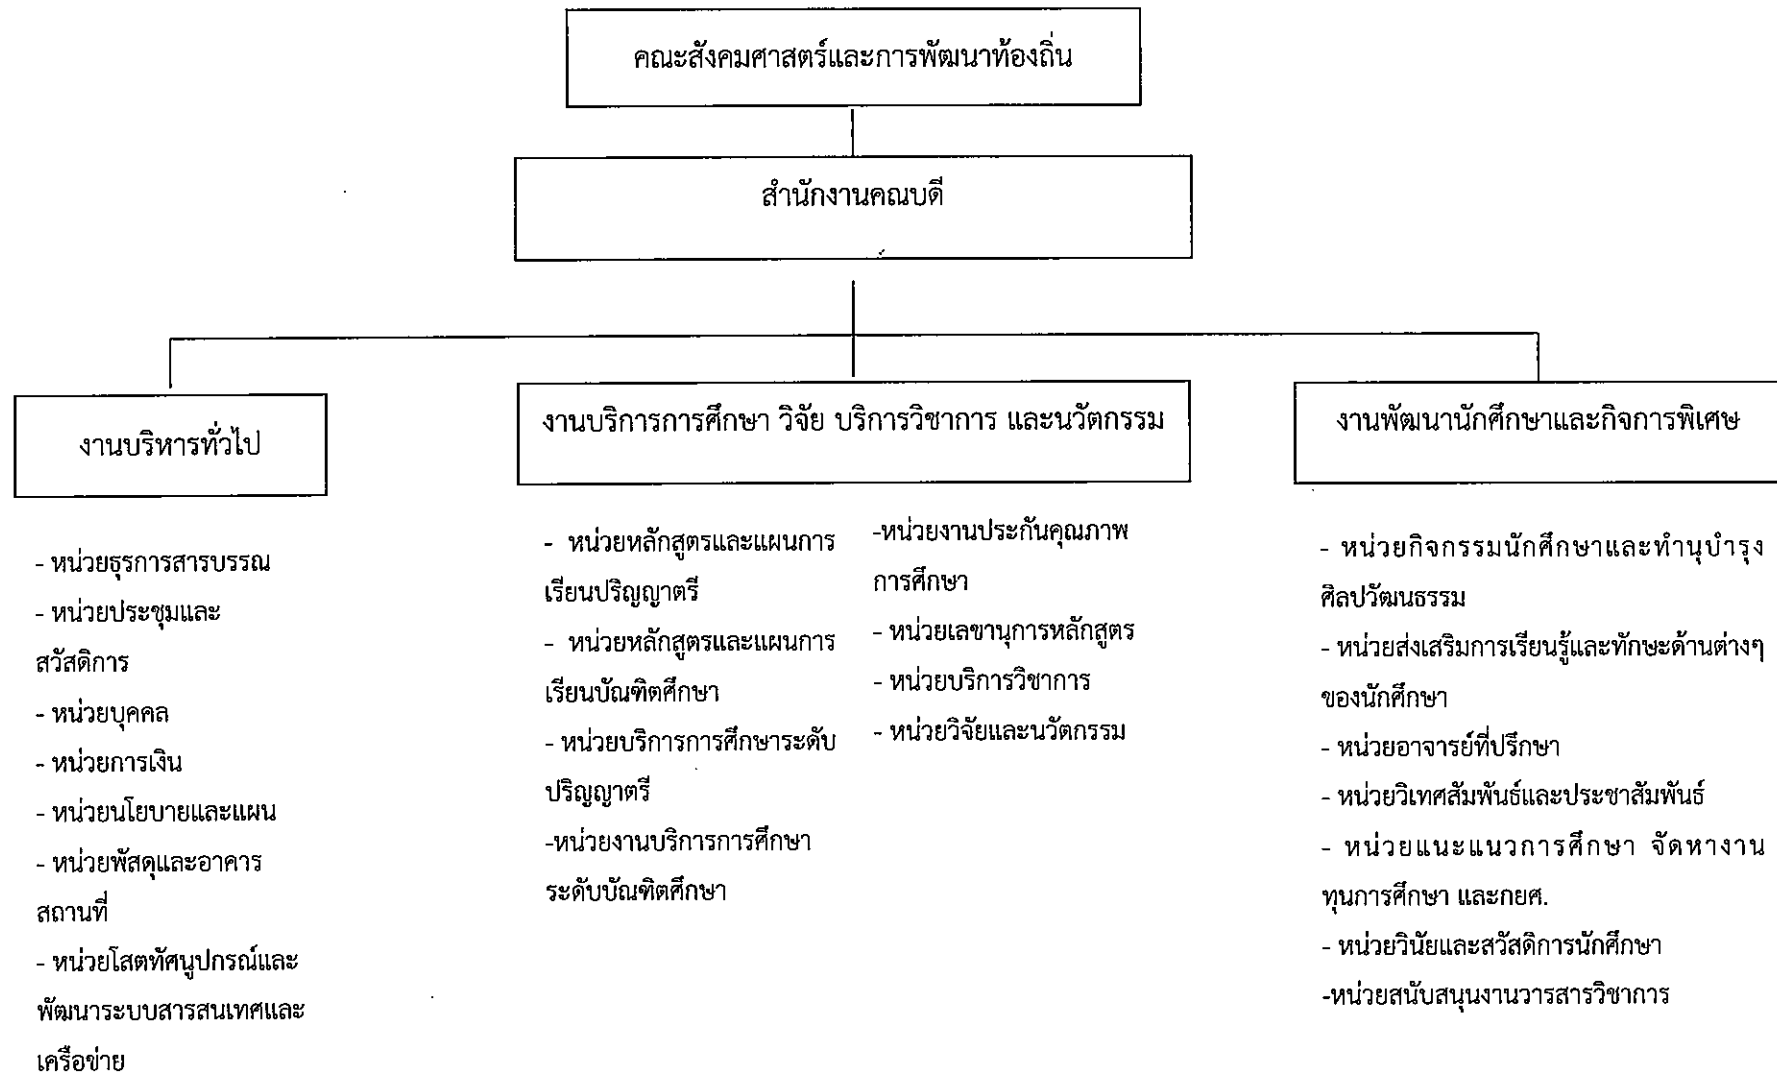 คณะสังคมศาสตร์และการพัฒนาท้องถิ่น
สำนักงานคณบดี
งานบริหารทั่วไป
- หน่วยธุรการสารบรรณ
- หน่วยประชุมและ
สวัสดิการ
- หน่วยบุคคล
- หน่วยการเงิน
- หน่วยนโยบายและแผน
- หน่วยพัสดุและอาคาร
สถานที่
- หน่วยโสตทัศนูปกรณ์และ
พัฒนาระบบสารสนเทศและ
เครือข่าย
งานบริการการศึกษา วิจัย บริการวิชาการ และนวัตกรรม
- หน่วยหลักสูตรและแผนการ
เรียนปริญญาตรี
- หน่วยหลักสูตรและแผนการ
เรียนบัณฑิตศึกษา
- หน่วยบริการการศึกษาระดับ
ปริญญาตรี
-หน่วยงานบริการการศึกษา
ระดับบัณฑิตศึกษา
-หน่วยงานประกันคุณภาพ
การศึกษา
- หน่วยเลขานุการหลักสูตร
- หน่วยบริการวิชาการ
- หน่วยวิจัยและนวัตกรรม
งานพัฒนานักศึกษาและกิจการพิเศษ
- หน่วยกิจกรรมนักศึกษาและทำนุบำรุง
ศิลปวัฒนธรรม
- หน่วยส่งเสริมการเรียนรู้และทักษะด้านต่างๆ
ของนักศึกษา
- หน่วยอาจารย์ที่ปรึกษา
- หน่วยวิเทศสัมพันธ์และประชาสัมพันธ์
- หน่วยแนะแนวการศึกษา จัดหางาน
ทุนการศึกษา และกยศ.
- หน่วยวินัยและสวัสดิการนักศึกษา
-หน่วยสนับสนุนงานวารสารวิชาการ